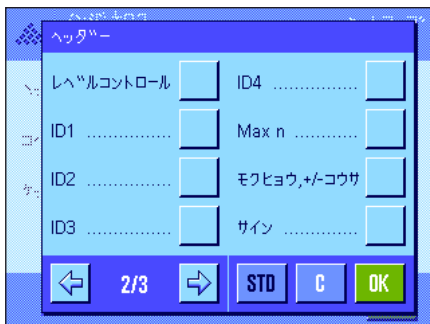 ヘッダー
レベルコントロール
ID4 ................
ID1 ................
Max n ............
ID2 ................
モクヒョウ,+/-コウサ
ID3 ................
サイン .............
2/3
STD
C
OK